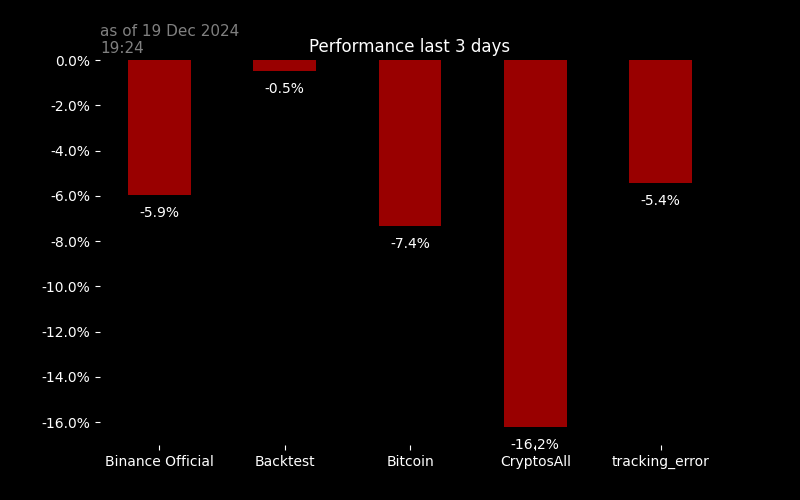 as of 19 Dec 2024
19:24
Performance last 3 days
0.0%
-2.0%
-4.0%
-6.0%
-8.0%
-10.0%
-12.0%
-14.0%
-16.0%
-5.9%
-0.5%
-7.4%
-16.2%
-5.4%
Binance Official
Backtest
Bitcoin
CryptosAll
tracking_error